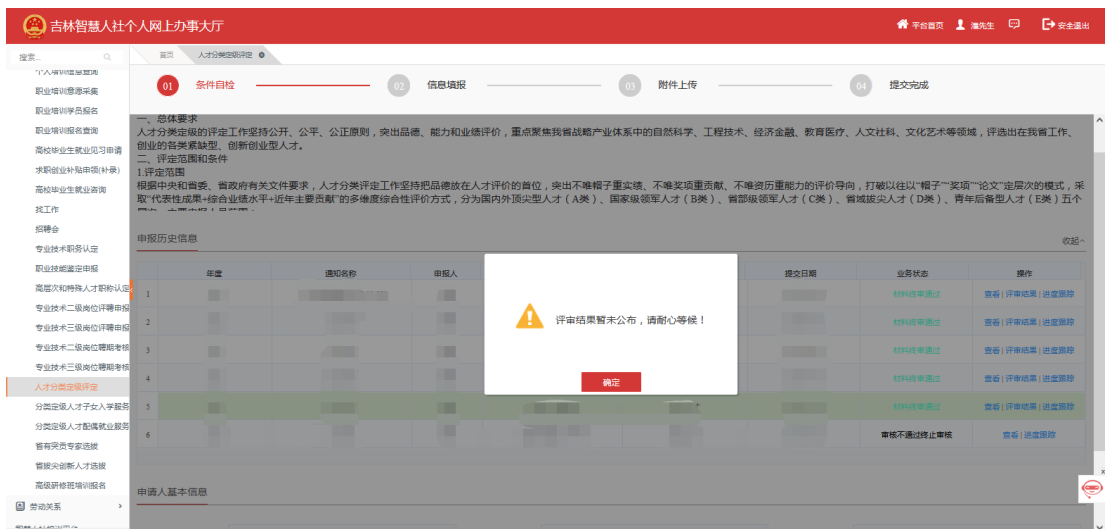 吉林智慧人社个人网上办事大厅
平台首页 潘先生 安全退出
搜索...
首页 人才分类定级评定
01 条件自检 02 信息填报 03 附件上传 04 提交完成
个人培训信息查询
职业培训意愿采集
职业培训学员报名
职业培训报名查询
高校毕业生就业见习申请
求职创业补贴申领(补录)
高校毕业生就业咨询
找工作
招聘会
专业技术职务认定
职业技能鉴定申报
高层次和特殊人才职称认定
专业技术二级岗位评聘申报
专业技术三级岗位评聘申报
专业技术二级岗位聘期考核
专业技术三级岗位聘期考核
人才分类定级评定
分类定级人才子女入学服务
分类定级人才配偶就业服务
省有突贡专家选拔
省拔尖创新人才选拔
高级研修班培训报名
劳动关系
一、总体要求
人才分类定级的评定工作坚持公开、公平、公正原则，突出品德、能力和业绩评价，重点聚焦我省战略产业体系中的自然科学、工程技术、经济金融、教育医疗、人文社科、文化艺术等领域，评选出在我省工作、
创业的各类紧缺型、创新创业型人才。
二、评定范围和条件
1.评定范围
根据中央和省委、省政府有关文件要求，人才分类评定工作坚持把品德放在人才评价的首位，突出不唯帽子重实绩、不唯奖项重贡献、不唯资历重能力的评价导向，打破以往以“帽子”“奖项”“论文”定层次的模式，采
取“代表性成果+综合业绩水平+近年主要贡献”的多维度综合性评价方式，分为国内外顶尖型人才（A类）、国家级领军人才（B类）、省部级领军人才（C类）、省域拔尖人才（D类）、青年后备型人才（E类）五个
申报历史信息 收起
年度 通知名称 申报人 提交日期 业务状态 操作
1 材料终审通过 查看 | 评审结果 | 进度跟踪
2 材料终审通过 查看 | 评审结果 | 进度跟踪
3 材料终审通过 查看 | 评审结果 | 进度跟踪
4 材料终审通过 查看 | 评审结果 | 进度跟踪
5 材料终审通过 查看 | 评审结果 | 进度跟踪
6 审核不通过终止审核 查看 | 进度跟踪
评审结果暂未公布，请耐心等候！
确定
申请人基本信息